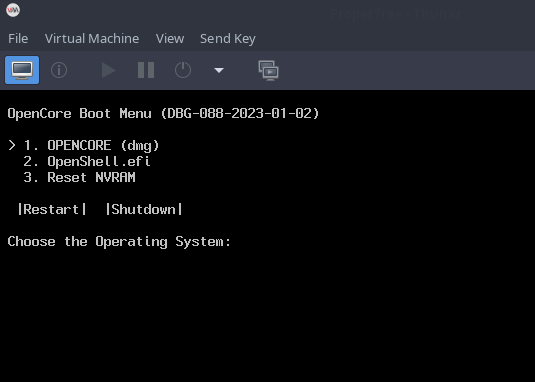 File Virtual Machine View Send Key
OpenCore Boot Menu (DBG-088-2023-01-02)
> 1. OPENCORE (dmg)
2. OpenShell.efi
3. Reset NVRAM
|Restart| |Shutdown|
Choose the Operating System: